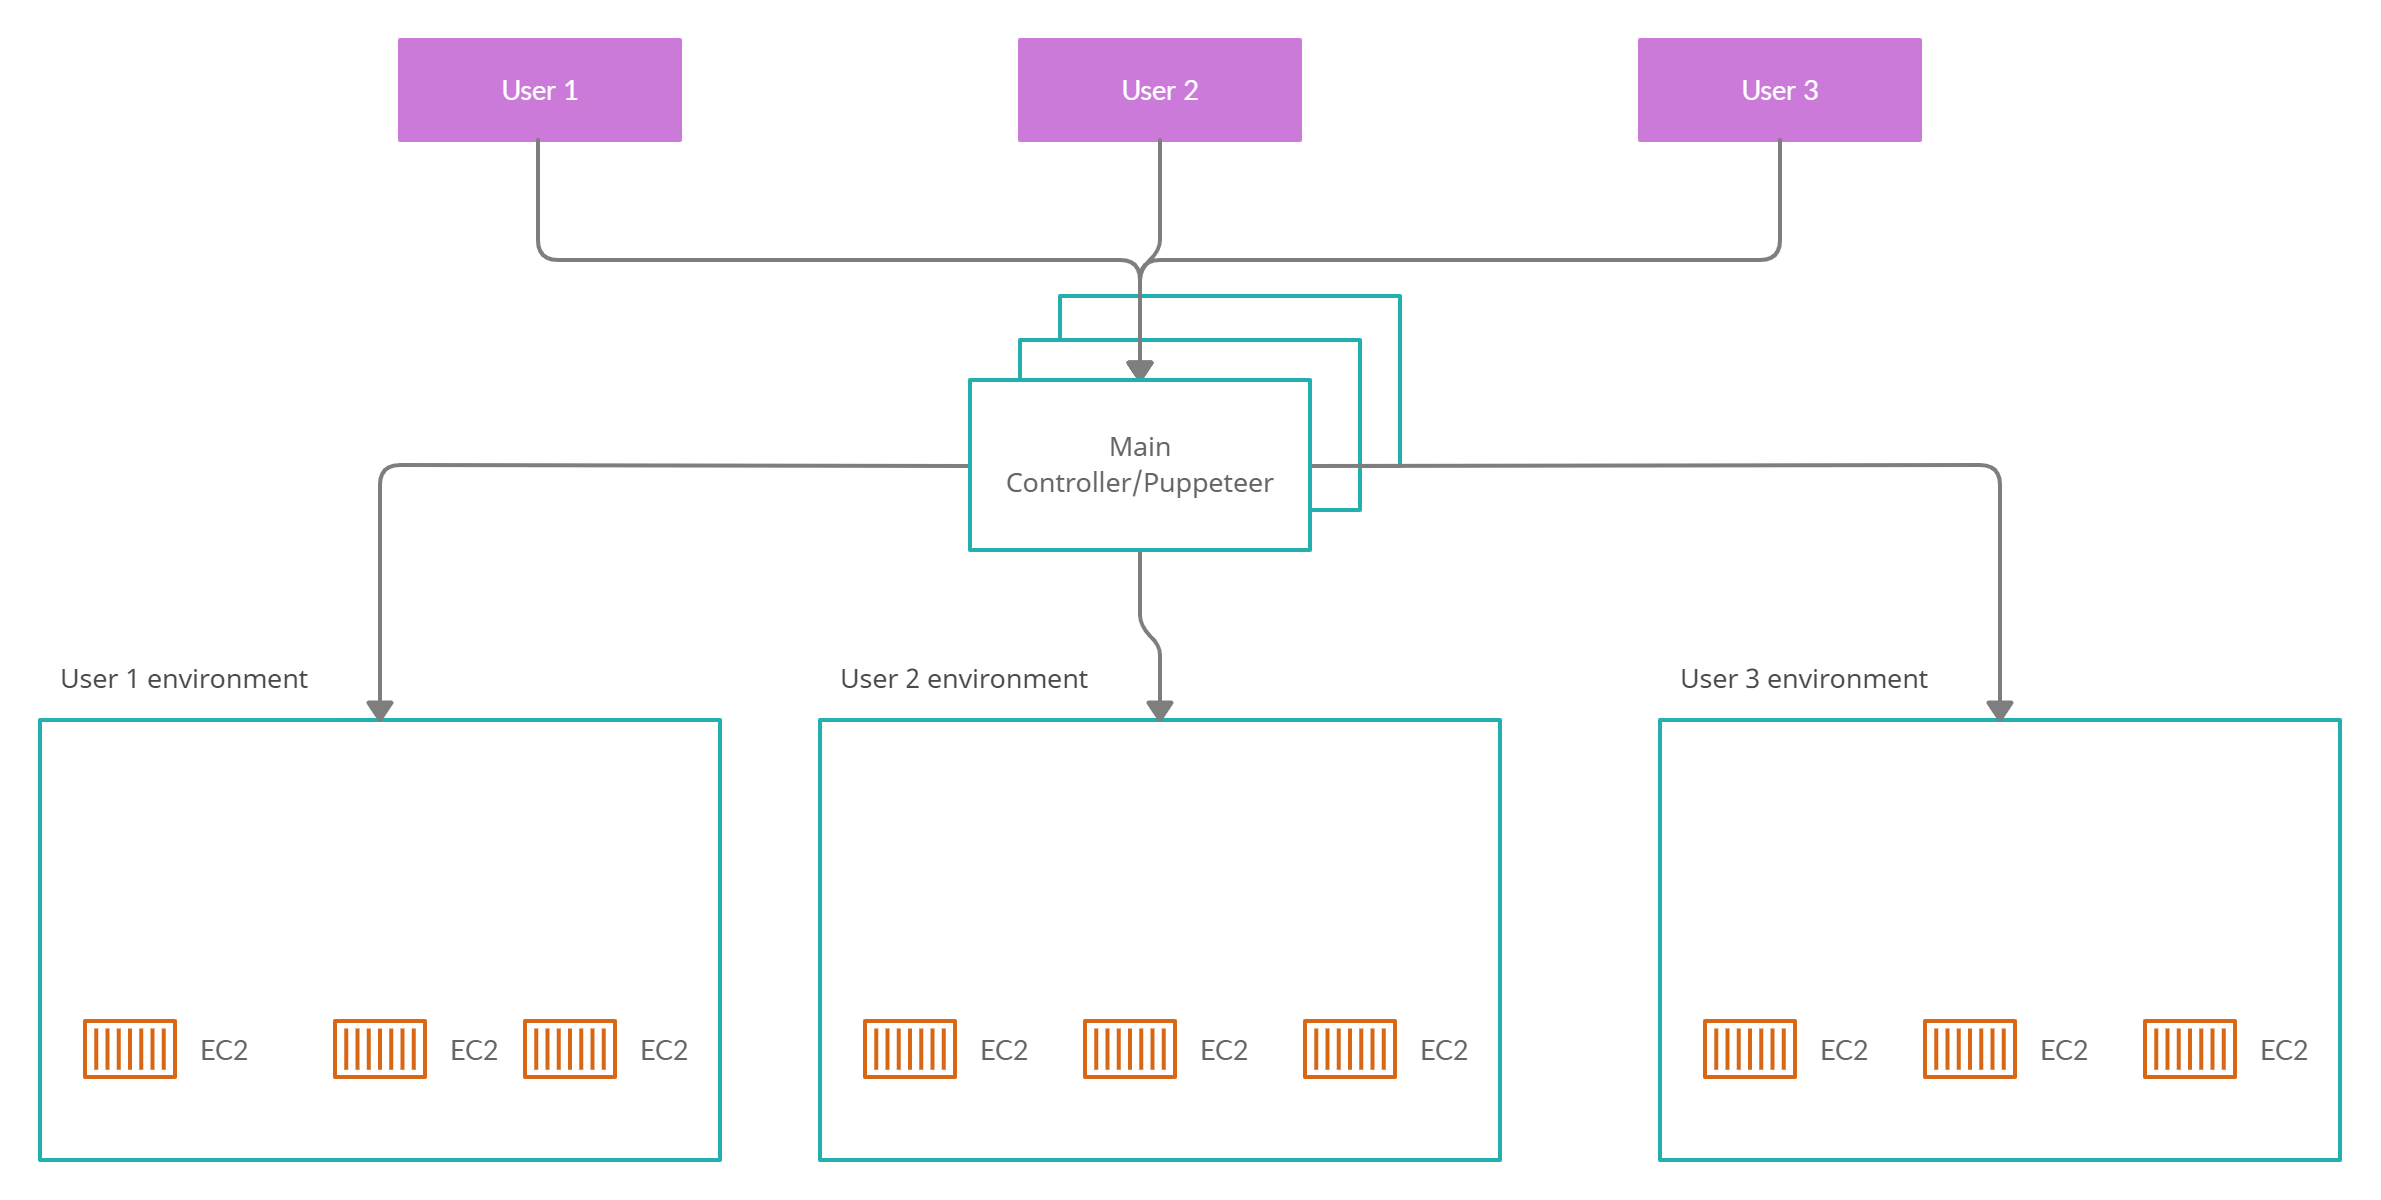 User 1
User 2
User 3
Main
Controller/Puppeteer
User 1 environment
User 2 environment
User 3 environment
EC2
EC2
EC2
EC2
EC2
EC2
EC2
EC2
EC2